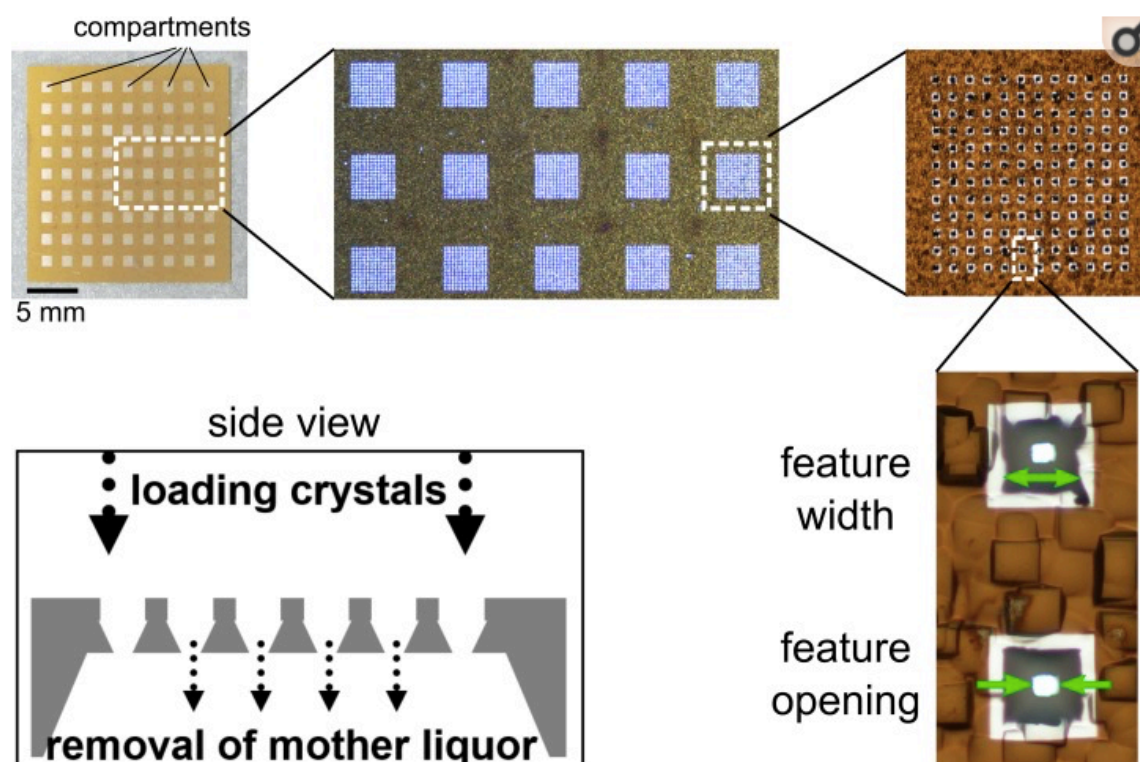 compartments
5 mm
side view
loading crystals
removal of mother liquor
feature
width
feature
opening